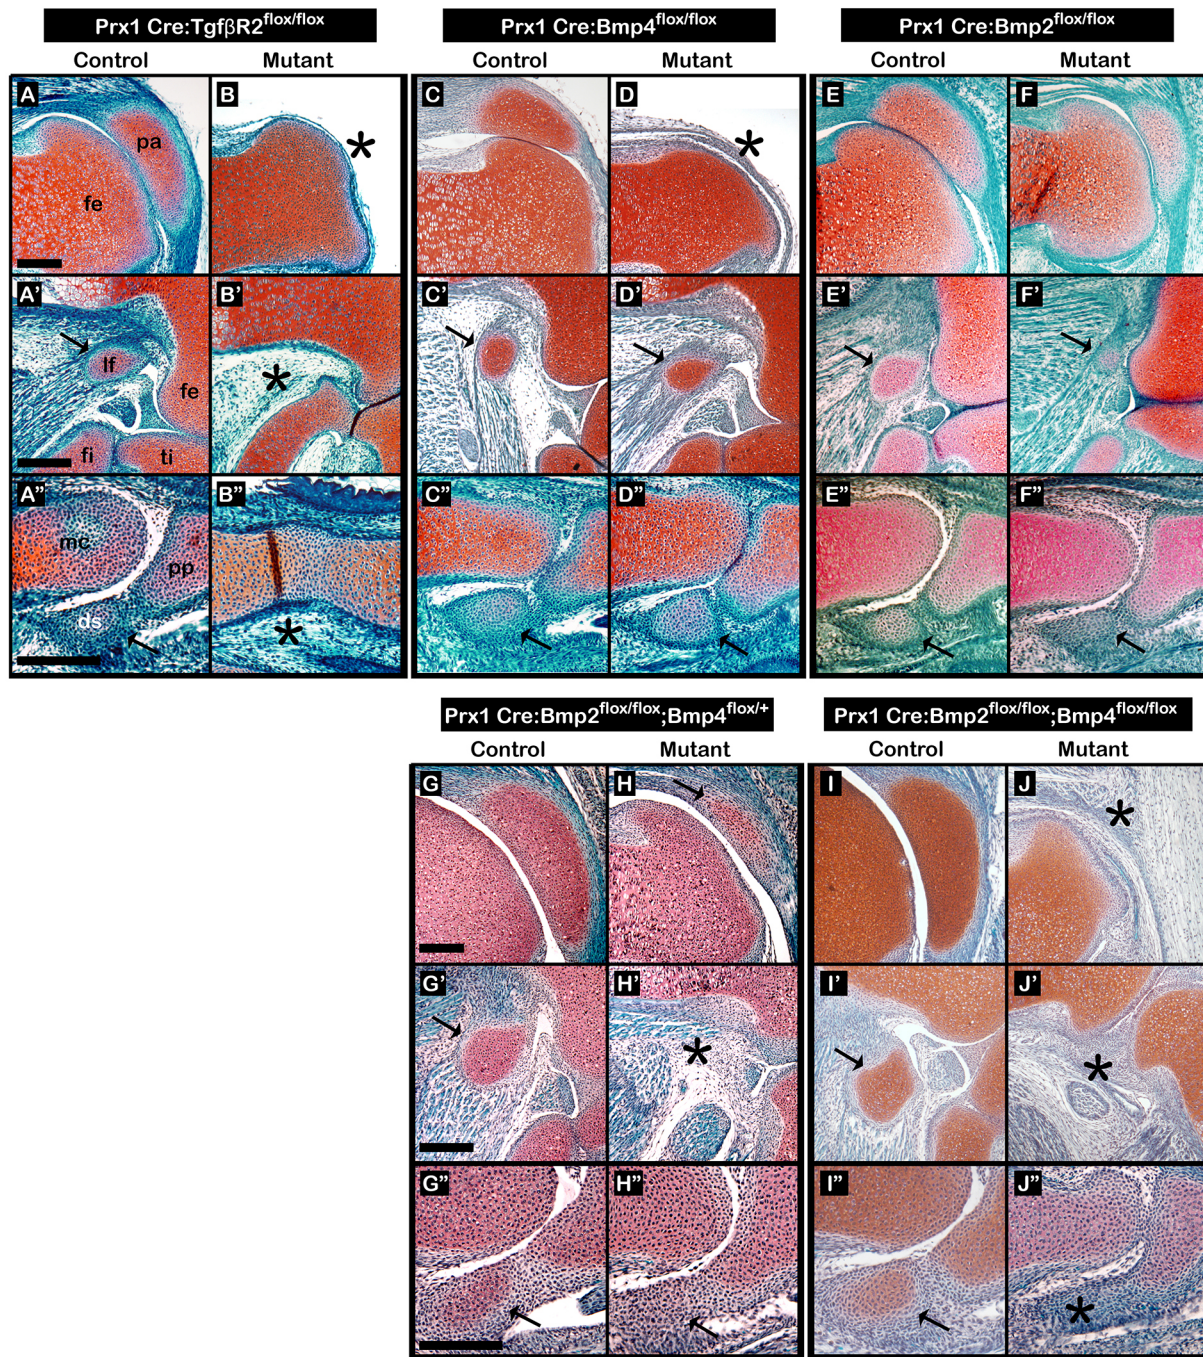 Prx1 Cre:TgfβR2flox/flox
Control Mutant
Prx1 Cre:Bmp4flox/flox
Control Mutant
Prx1 Cre:Bmp2flox/flox
Control Mutant
A
pa
fe
B
*
C
D
*
E
F
A'
lf
fe
fi
ti
B'
*
C'
D'
E'
F'
A"
mc
pp
ds
B"
*
C"
D"
E"
F"
Prx1 Cre:Bmp2flox/flox;Bmp4flox/+
Control Mutant
Prx1 Cre:Bmp2flox/flox;Bmp4flox/flox
Control Mutant
G
H
I
J
*
G'
H'
*
I'
J'
*
G"
H"
I"
J"
*